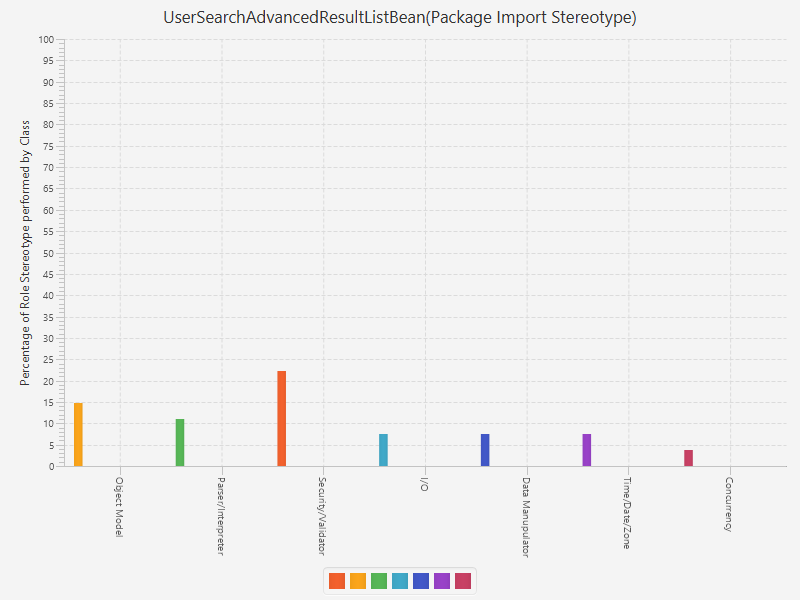 UserSearchAdvancedResultListBean(Package Import Stereotype)
Percentage of Role Stereotype performed by Class
100
95
90
85
80
75
70
65
60
55
50
45
40
35
30
25
20
15
10
5
0
Object Model
Parser/Interpreter
Security/Validator
I/O
Data Manupulator
Time/Date/Zone
Concurrency